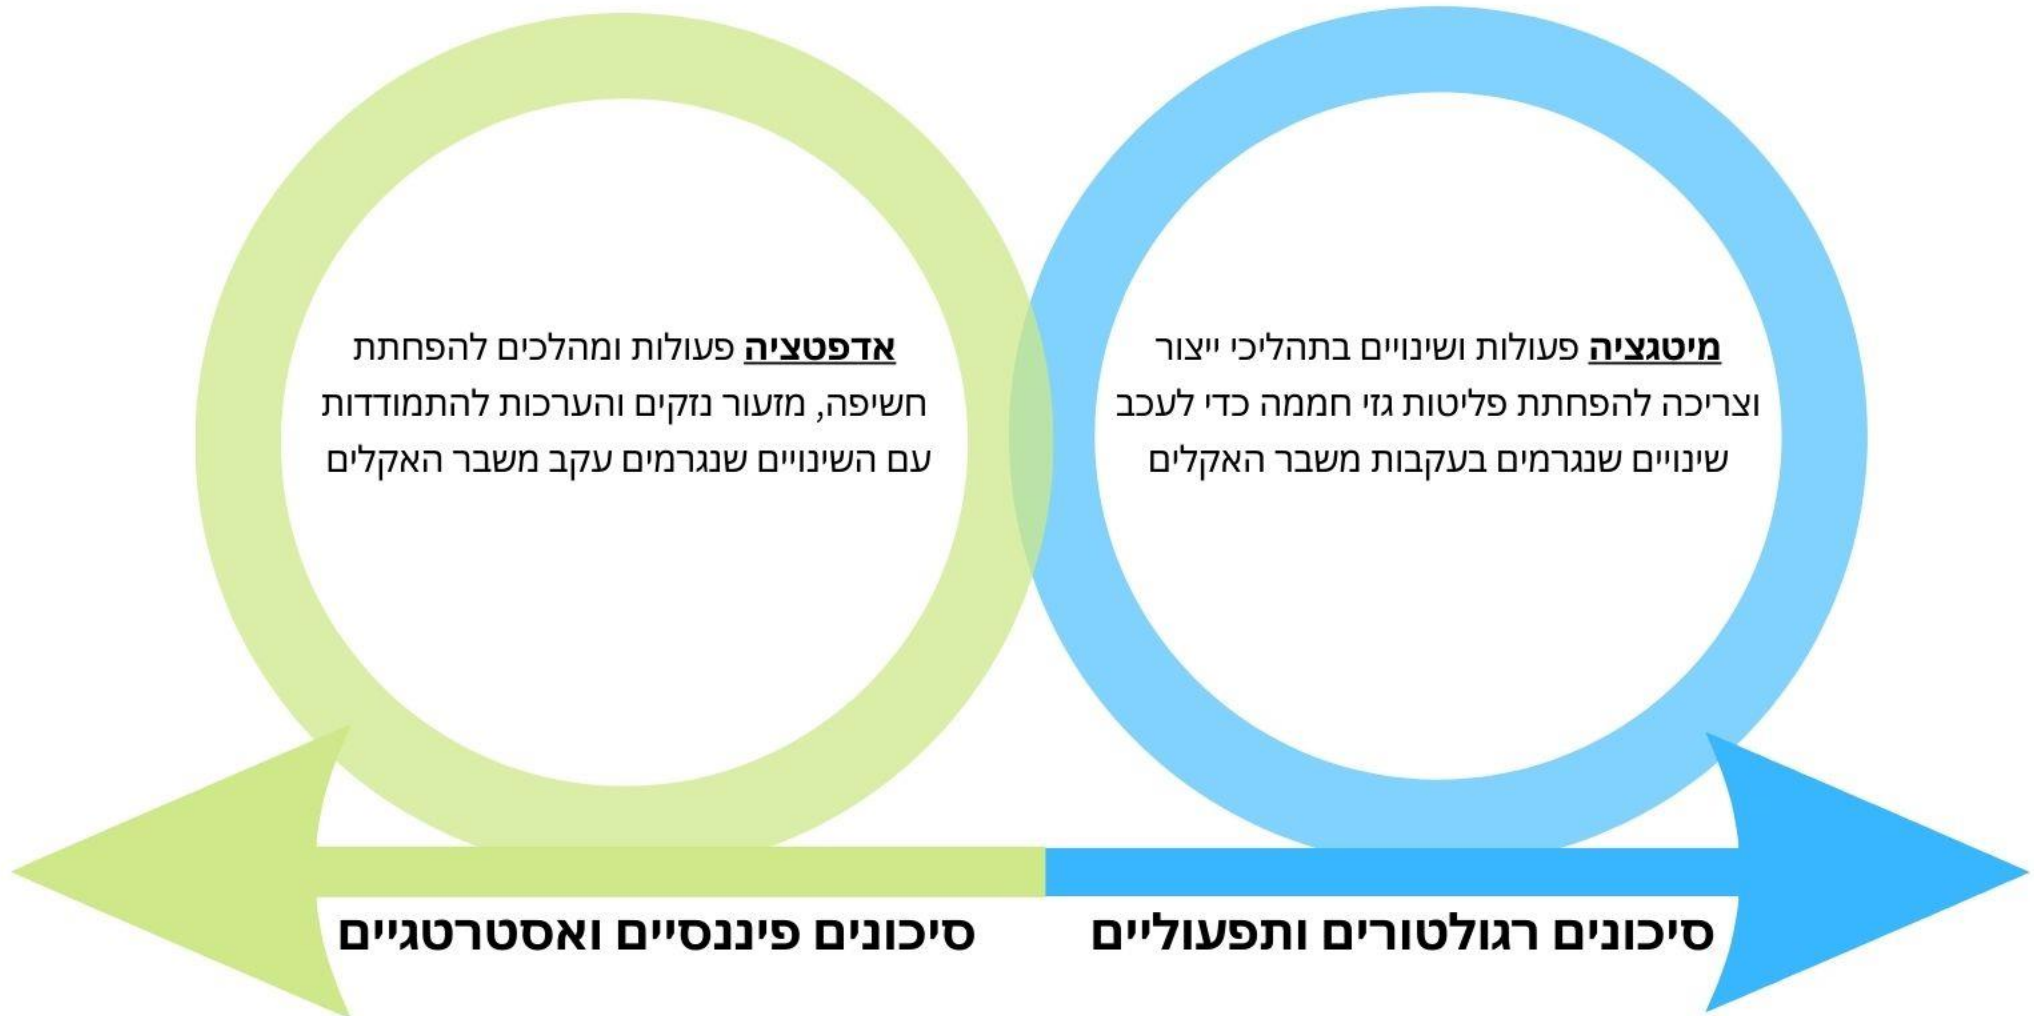 מיטגציה פעולות ושינויים בתהליכי ייצור
וצריכה להפחתת פליטות גזי חממה כדי לעכב
שינויים שנגרמים בעקבות משבר האקלים
אדפטציה פעולות ומהלכים להפחתת
חשיפה, מזעור נזקים והערכות להתמודדות
עם השינויים שנגרמים עקב משבר האקלים
סיכונים רגולטורים ותפעוליים
סיכונים פיננסיים ואסטרטגיים